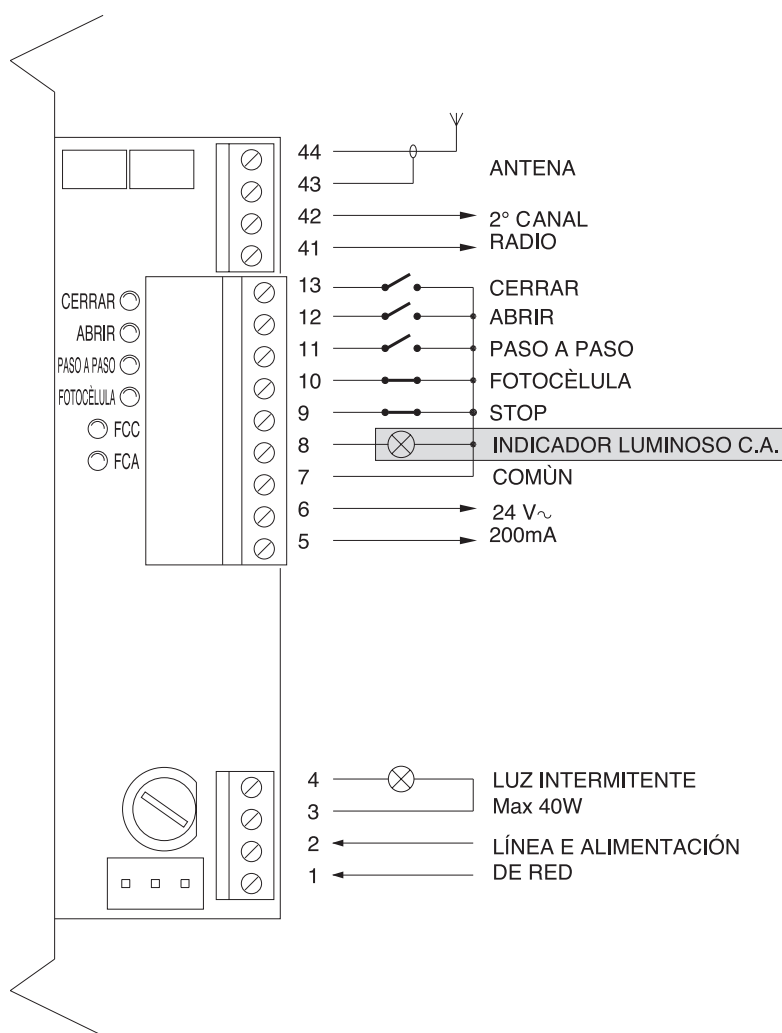 44
43
ANTENA
42
41
2° CANAL
RADIO
CERRAR
ABRIR
PASO A PASO
FOTOCÈLULA
FCC
FCA
13 CERRAR
12 ABRIR
11 PASO A PASO
10 FOTOCÈLULA
9 STOP
8 INDICADOR LUMINOSO C.A.
7 COMÙN
6
5
24 V~
200mA
4
3
LUZ INTERMITENTE
Max 40W
2
1
LÍNEA E ALIMENTACIÓN
DE RED